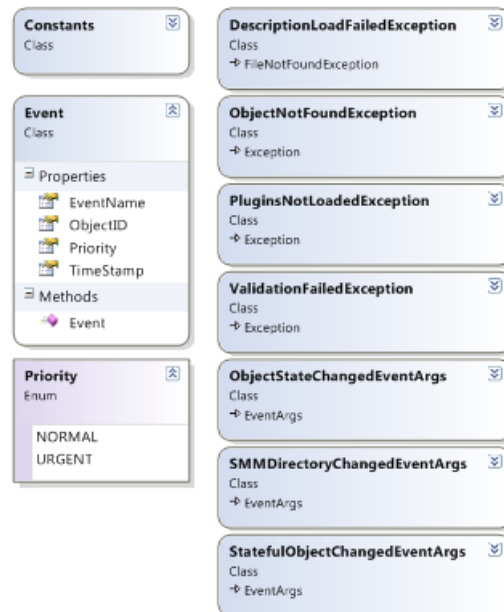 Constants
Class
Event
Class
Properties
EventName
ObjectID
Priority
TimeStamp
Methods
Event
Priority
Enum
NORMAL
URGENT
DescriptionLoadFailedException
Class
FileNotFoundException
ObjectNotFoundException
Class
Exception
PluginsNotLoadedException
Class
Exception
ValidationFailedException
Class
Exception
ObjectStateChangedEventArgs
Class
EventArgs
SMMDirectoryChangedEventArgs
Class
EventArgs
StatefulObjectChangedEventArgs
Class
EventArgs